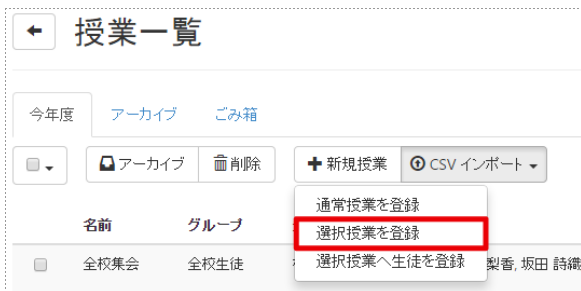 授業一覧
今年度 アーカイブ ごみ箱
アーカイブ 削除 新規授業 CSV インポート
通常授業を登録
名前 グループ
選択授業を登録
全校集会 全校生徒 選択授業へ生徒を登録 梨香, 坂田 詩織